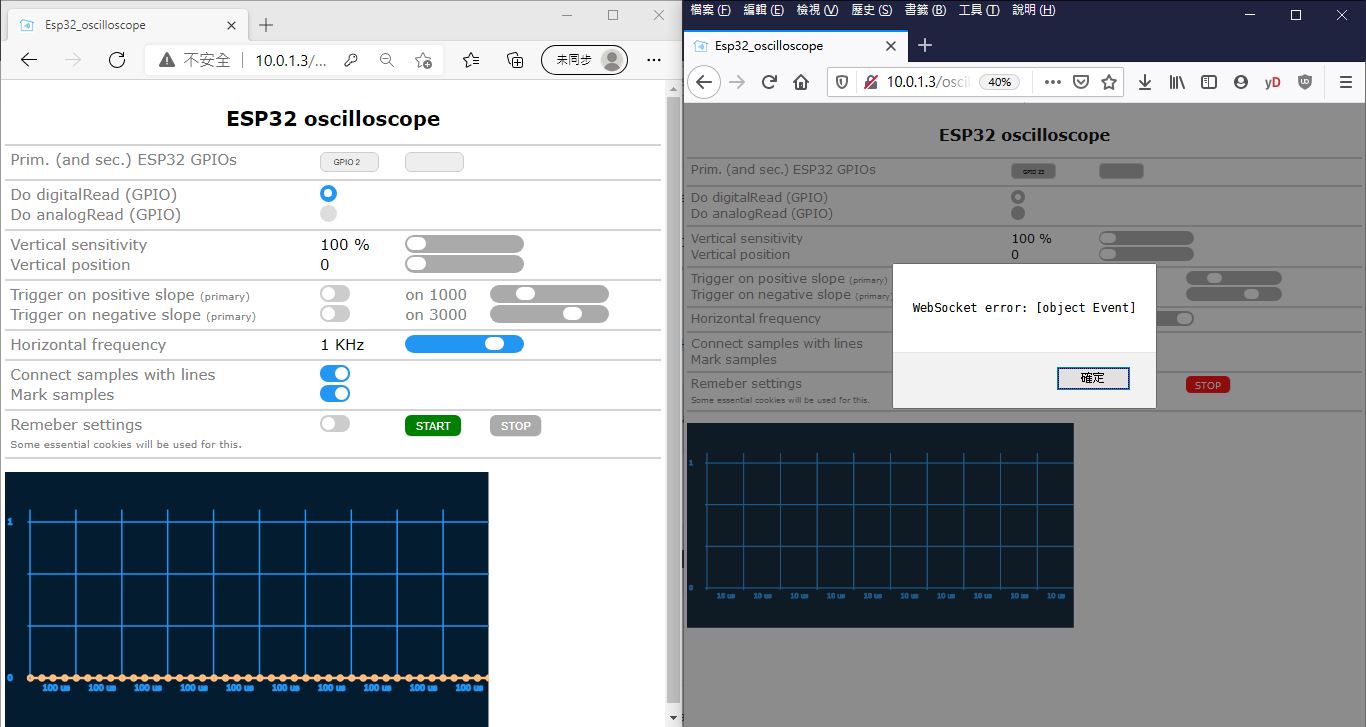 Esp32_oscilloscope
不安全
10.0.1.3/...
未同步
ESP32 oscilloscope
Prim. (and sec.) ESP32 GPIOs
GPIO 2
Do digitalRead (GPIO)
Do analogRead (GPIO)
Vertical sensitivity 100 %
Vertical position 0
Trigger on positive slope (primary) on 1000
Trigger on negative slope (primary) on 3000
Horizontal frequency 1 KHz
Connect samples with lines
Mark samples
Remeber settings START STOP
Some essential cookies will be used for this.
1
0
100 us 100 us 100 us 100 us 100 us 100 us 100 us 100 us 100 us 100 us
檔案 (F) 編輯 (E) 檢視 (V) 歷史 (S) 書籤 (B) 工具 (T) 說明 (H)
Esp32_oscilloscope
10.0.1.3/oscil 40% yD
ESP32 oscilloscope
Prim. (and sec.) ESP32 GPIOs
Do digitalRead (GPIO)
Do analogRead (GPIO)
Vertical sensitivity 100 %
Vertical position 0
Trigger on positive slope (primary)
Trigger on negative slope (primary)
Horizontal frequency
Connect samples with lines
Mark samples
Remeber settings STOP
Some essential cookies will be used for this.
WebSocket error: [object Event]
確定
1
0
10 us 10 us 10 us 10 us 10 us 10 us 10 us 10 us 10 us 10 us